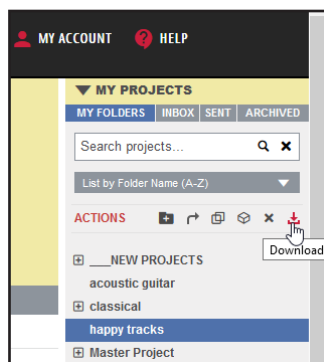 MY ACCOUNT HELP
MY PROJECTS
MY FOLDERS INBOX SENT ARCHIVED
Search projects...
List by Folder Name (A-Z)
ACTIONS
Download
___NEW PROJECTS
acoustic guitar
classical
happy tracks
Master Project